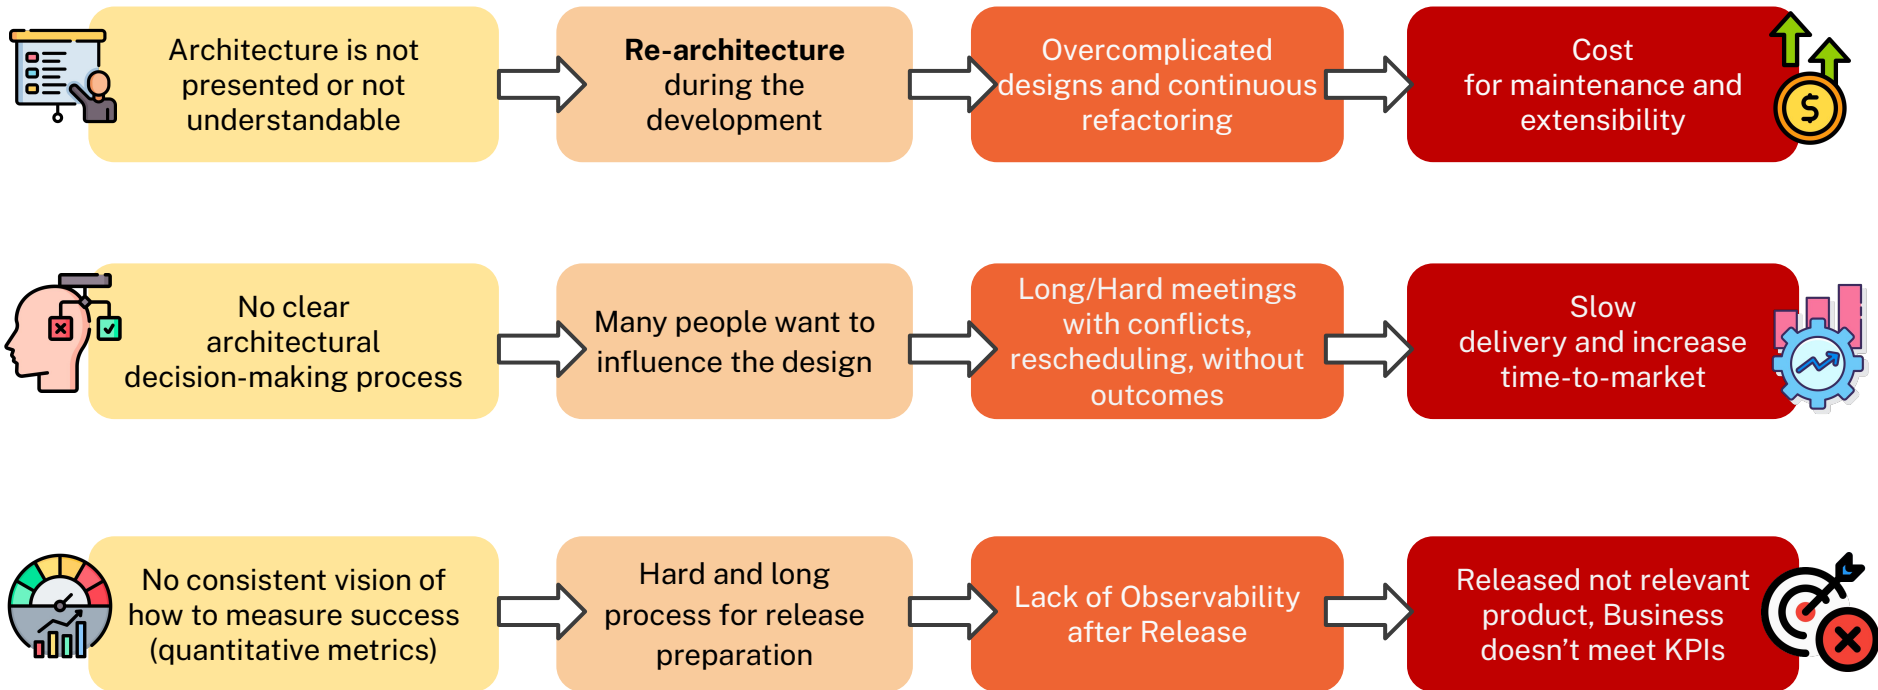 Architecture is not
presented or not
understandable
Re-architecture
during the
development
Overcomplicated
designs and continuous
refactoring
Cost
for maintenance and
extensibility
$
No clear
architectural
decision-making process
Many people want to
influence the design
Long/Hard meetings
with conflicts,
rescheduling, without
outcomes
Slow
delivery and increase
time-to-market
No consistent vision of
how to measure success
(quantitative metrics)
Hard and long
process for release
preparation
Lack of Observability
after Release
Released not relevant
product, Business
doesn’t meet KPIs